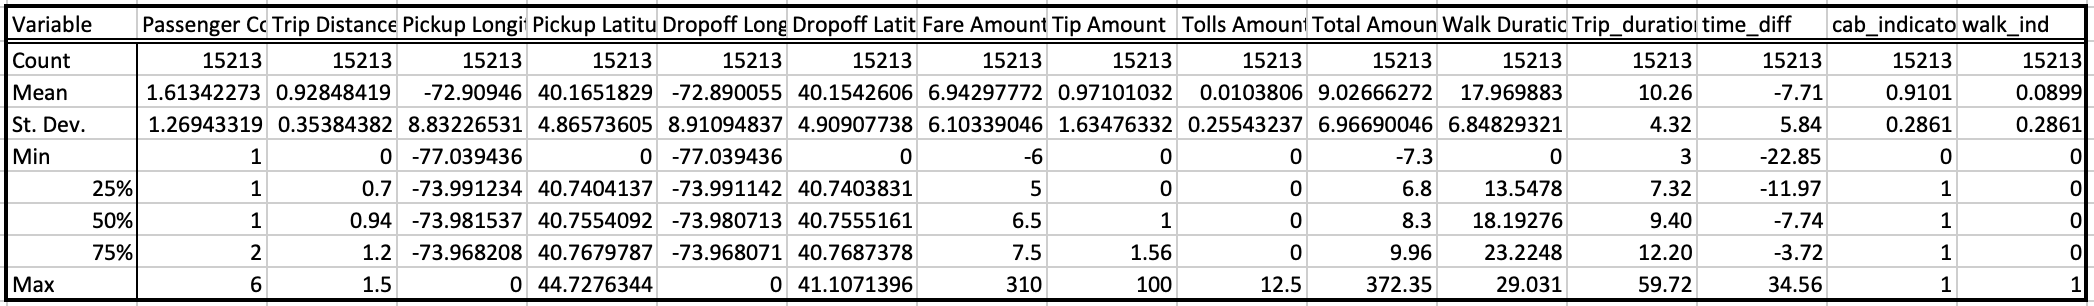 Variable Passenger Co Trip Distance Pickup Longit Pickup Latitu Dropoff Long Dropoff Latit Fare Amount Tip Amount Tolls Amount Total Amoun Walk Duratio Trip_duratio time_diff cab_indicato walk_ind
Count 15213 15213 15213 15213 15213 15213 15213 15213 15213 15213 15213 15213 15213 15213 15213
Mean 1.61342273 0.92848419 -72.90946 40.1651829 -72.890055 40.1542606 6.94297772 0.97101032 0.0103806 9.02666272 17.969883 10.26 -7.71 0.9101 0.0899
St. Dev. 1.26943319 0.35384382 8.83226531 4.86573605 8.91094837 4.90907738 6.10339046 1.63476332 0.25543237 6.96690046 6.84829321 4.32 5.84 0.2861 0.2861
Min 1 0 -77.039436 0 -77.039436 0 -6 0 0 -7.3 0 3 -22.85 0 0
25% 1 0.7 -73.991234 40.7404137 -73.991142 40.7403831 5 0 0 6.8 13.5478 7.32 -11.97 1 0
50% 1 0.94 -73.981537 40.7554092 -73.980713 40.7555161 6.5 1 0 8.3 18.19276 9.40 -7.74 1 0
75% 2 1.2 -73.968208 40.7679787 -73.968071 40.7687378 7.5 1.56 0 9.96 23.2248 12.20 -3.72 1 0
Max 6 1.5 0 44.7276344 0 41.1071396 310 100 12.5 372.35 29.031 59.72 34.56 1 1